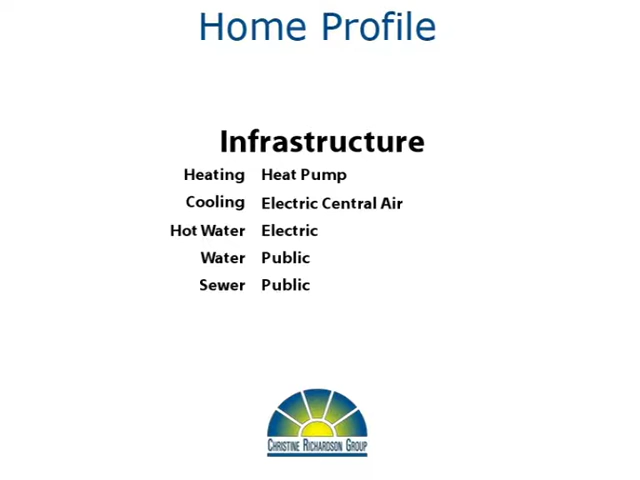 Home Profile
Infrastructure
Heating Heat Pump
Cooling Electric Central Air
Hot Water Electric
Water Public
Sewer Public
CHRISTINE RICHARDSON GROUP